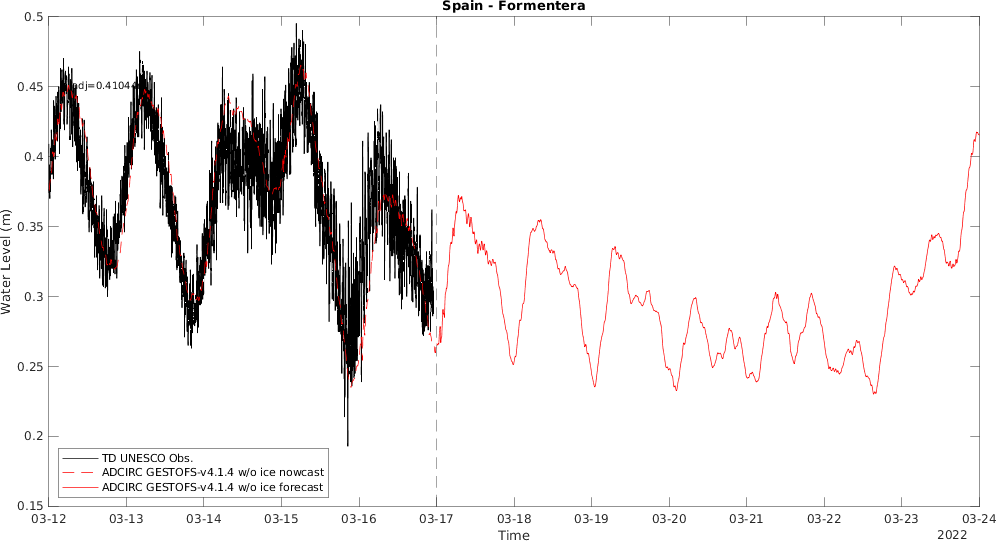 Spain - Formentera
0.5
0.45
0.4
0.35
0.3
0.25
0.2
0.15
Water Level (m)
TD UNESCO Obs.
ADCIRC GESTOFS-v4.1.4 w/o ice nowcast
ADCIRC GESTOFS-v4.1.4 w/o ice forecast
03-12 03-13 03-14 03-15 03-16 03-17 03-18 03-19 03-20 03-21 03-22 03-23 03-24
Time
2022